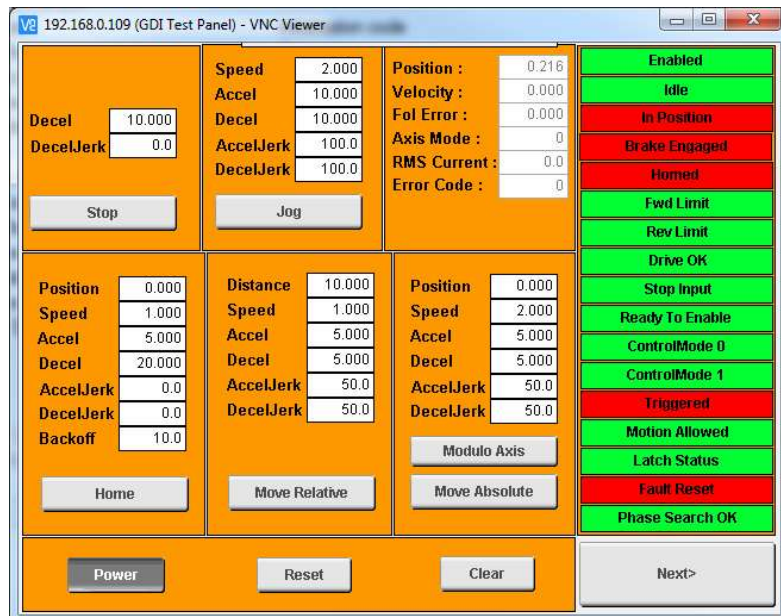 192.168.0.109 (GDI Test Panel) - VNC Viewer
Decel 10.000
DecelJerk 0.0
Stop
Speed 2.000
Accel 10.000
Decel 10.000
AccelJerk 100.0
DecelJerk 100.0
Jog
Position : 0.216
Velocity : 0.000
Fol Error : 0.000
Axis Mode : 0
RMS Current : 0.0
Error Code : 0
Position 0.000
Speed 1.000
Accel 5.000
Decel 20.000
AccelJerk 0.0
DecelJerk 0.0
Backoff 10.0
Home
Distance 10.000
Speed 1.000
Accel 5.000
Decel 5.000
AccelJerk 50.0
DecelJerk 50.0
Move Relative
Position 0.000
Speed 2.000
Accel 5.000
Decel 5.000
AccelJerk 50.0
DecelJerk 50.0
Modulo Axis
Move Absolute
Enabled
Idle
In Position
Brake Engaged
Homed
Fwd Limit
Rev Limit
Drive OK
Stop Input
Ready To Enable
ControlMode 0
ControlMode 1
Triggered
Motion Allowed
Latch Status
Fault Reset
Phase Search OK
Power
Reset
Clear
Next>